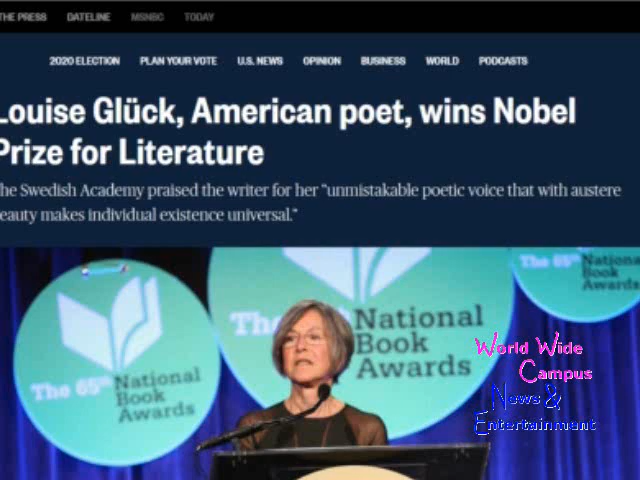 THE PRESS DATELINE MSNBC TODAY
2020 ELECTION PLAN YOUR VOTE U.S. NEWS OPINION BUSINESS WORLD PODCASTS
Louise Glück, American poet, wins Nobel
Prize for Literature
The Swedish Academy praised the writer for her "unmistakable poetic voice that with austere
beauty makes individual existence universal."
The 65th
National
Book
Awards
The
National
Book
Awards
The 65th
National
Book
Awards
World Wide
Campus
News &
Entertainment